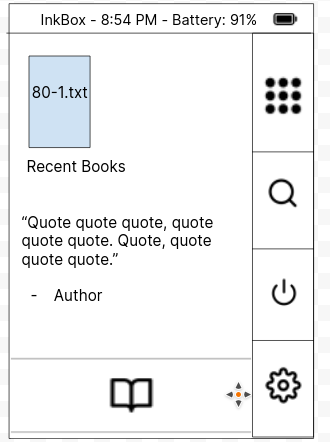 InkBox - 8:54 PM - Battery: 91%
80-1.txt
Recent Books
“Quote quote quote, quote
quote quote. Quote, quote
quote quote.”
- Author